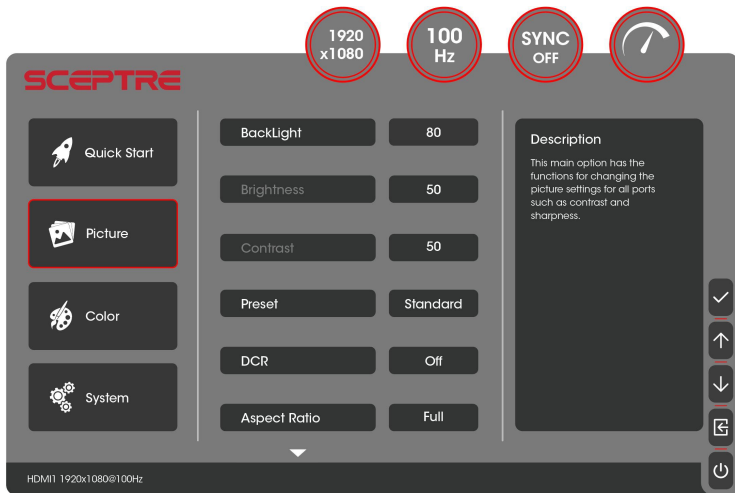 1920
x1080
100
Hz
SYNC
OFF
SCEPTRE
Quick Start
Picture
Color
System
BackLight 80
Brightness 50
Contrast 50
Preset Standard
DCR Off
Aspect Ratio Full
Description
This main option has the
functions for changing the
picture settings for all ports
such as contrast and
sharpness.
HDMI1 1920x1080@100Hz